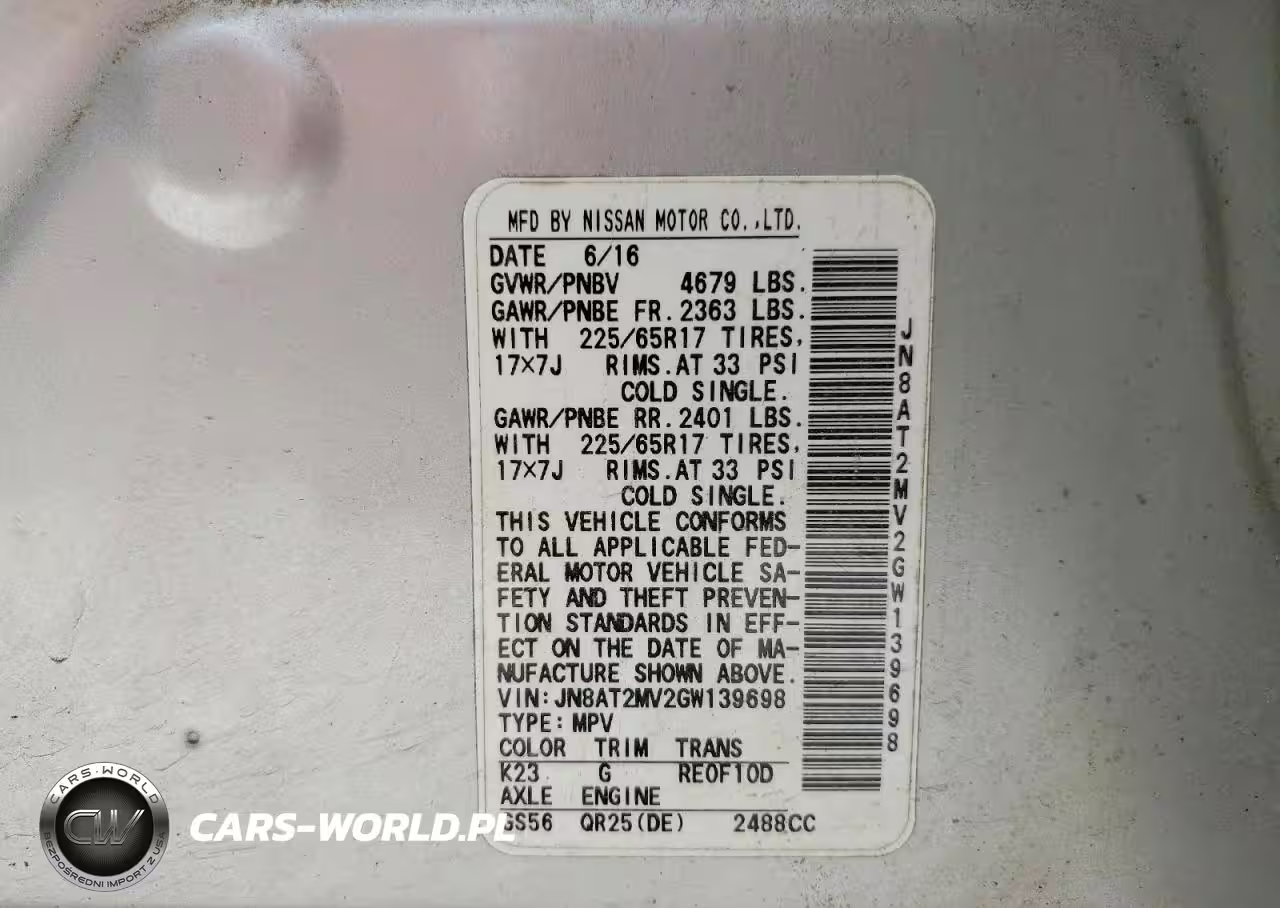 MFD BY NISSAN MOTOR CO.,LTD.
DATE 6/16
GVWR/PNBV 4679 LBS.
GAWR/PNBE FR.2363 LBS.
WITH 225/65R17 TIRES,
17×7J RIMS.AT 33 PSI
COLD SINGLE.
GAWR/PNBE RR.2401 LBS.
WITH 225/65R17 TIRES,
17×7J RIMS.AT 33 PSI
COLD SINGLE.
THIS VEHICLE CONFORMS
TO ALL APPLICABLE FED-
ERAL MOTOR VEHICLE SA-
FETY AND THEFT PREVEN-
TION STANDARDS IN EFF-
ECT ON THE DATE OF MA-
NUFACTURE SHOWN ABOVE.
VIN:JN8AT2MV2GW139698
TYPE:MPV
COLOR TRIM TRANS
K23 G RE0F10D
AXLE ENGINE
GS56 QR25(DE) 2488CC
JN8AT2MV2GW139698
CARS-WORLD
CW
BEZPOŚREDNI IMPORT Z USA
CARS-WORLD.PL